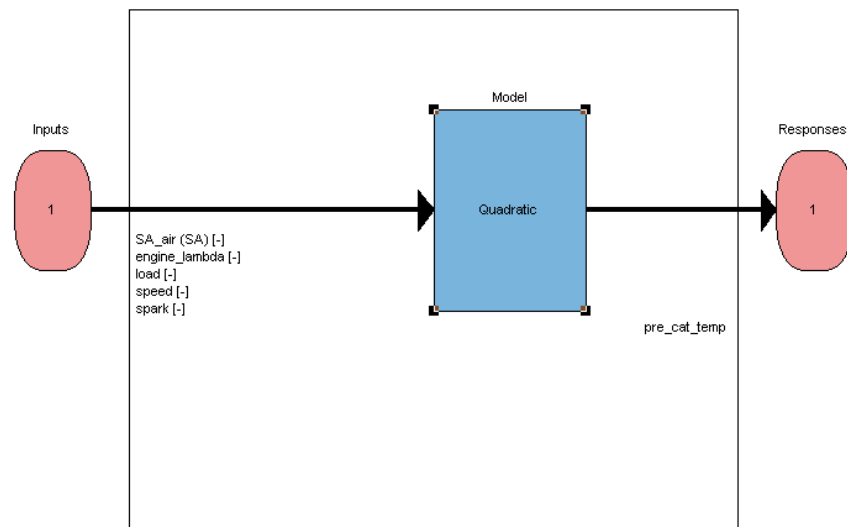 Model
Inputs
Responses
1
Quadratic
1
SA_air (SA) [-]
engine_lambda [-]
load [-]
speed [-]
spark [-]
pre_cat_temp